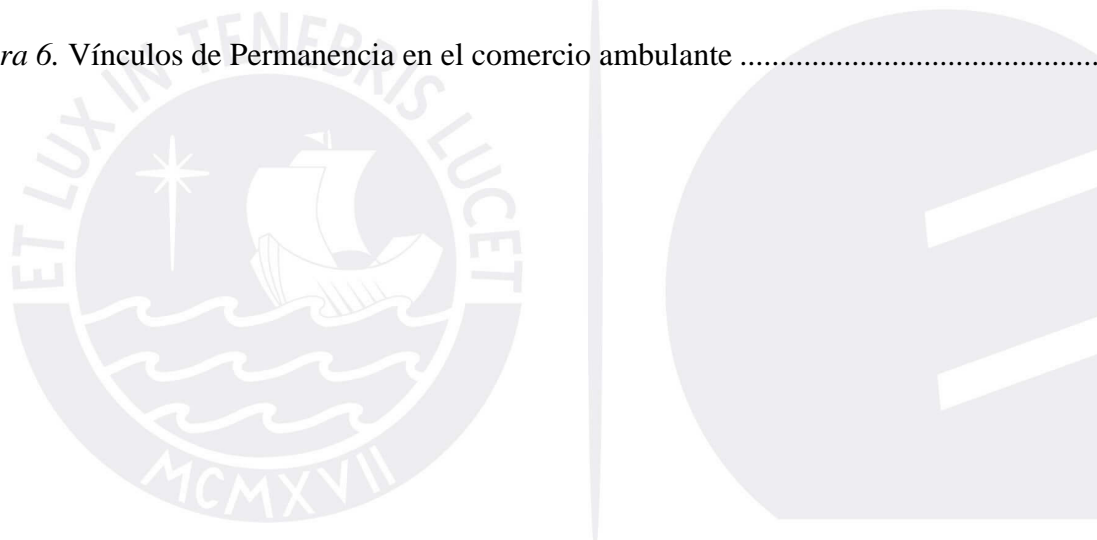 ra 6. Vínculos de Permanencia en el comercio ambulante ............................................
ET LUX IN TENEBRIS LUCET
MCMXVII